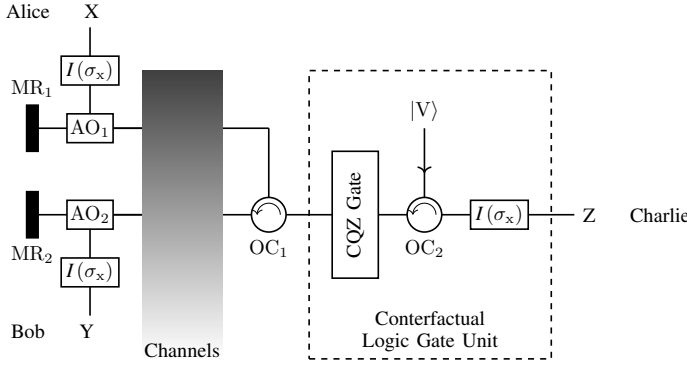 Alice X
I(σx)
MR1
AO1
|V⟩
CQZ Gate
AO2
I(σx)
Z Charlie
OC1
OC2
MR2
I(σx)
Conterfactual
Logic Gate Unit
Bob Y
Channels